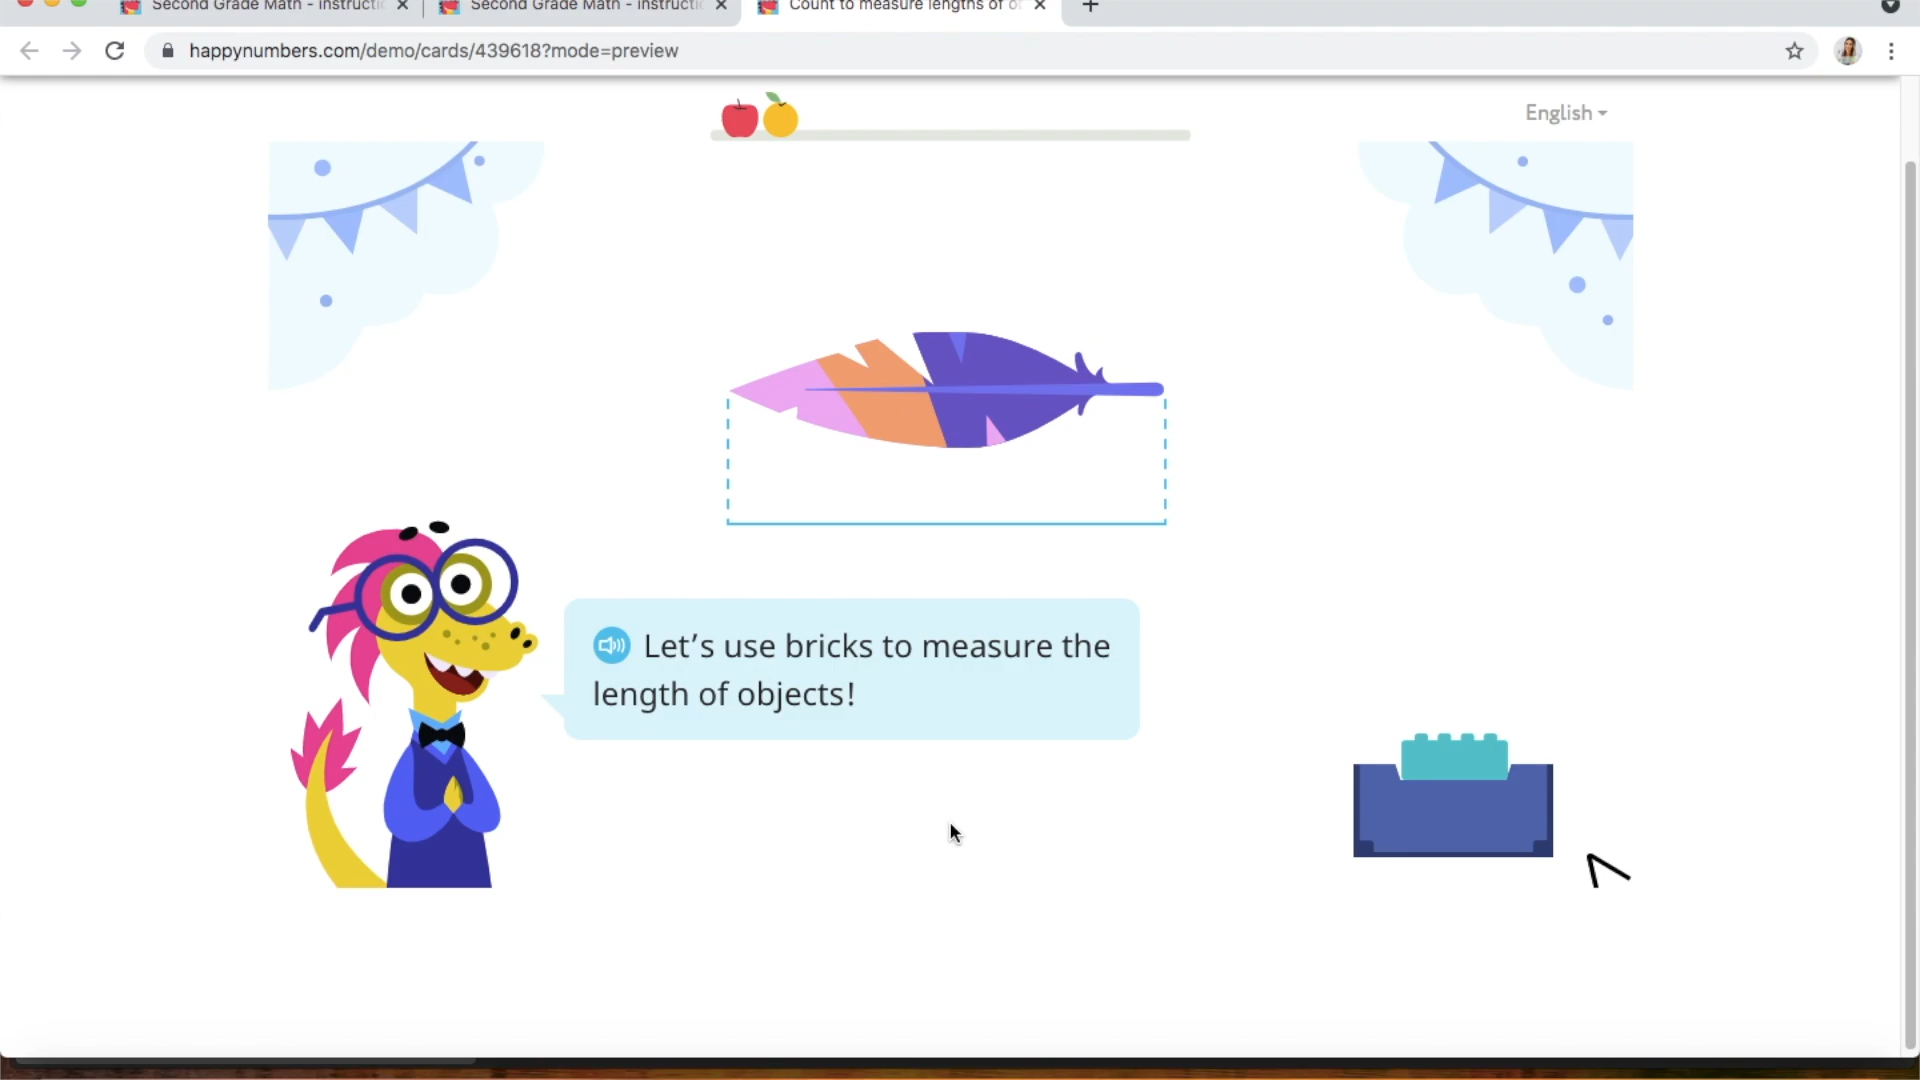 Second Grade Math - instructi
Second Grade Math - instructi
Count to measure lengths of o
happynumbers.com/demo/cards/439618?mode=preview
English
Let’s use bricks to measure the
length of objects!